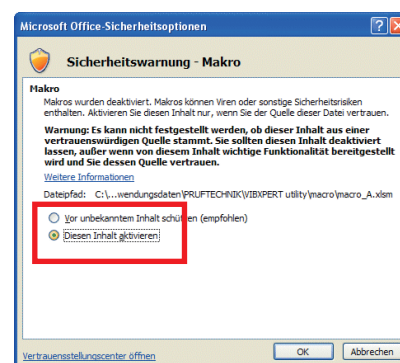 Microsoft Office-Sicherheitsoptionen
Sicherheitswarnung - Makro
Makro
Makros wurden deaktiviert. Makros können Viren oder sonstige Sicherheitsrisiken
enthalten. Aktivieren Sie diesen Inhalt nur, wenn Sie der Quelle dieser Datei vertrauen.
Warnung: Es kann nicht festgestellt werden, ob dieser Inhalt aus einer
vertrauenswürdigen Quelle stammt. Sie sollten diesen Inhalt deaktiviert
lassen, außer wenn von diesem Inhalt wichtige Funktionalität bereitgestellt
wird und Sie dessen Quelle vertrauen.
Weitere Informationen
Dateipfad: C:\...wendungsdaten\PRUFTECHNIK\VIBXPERT utility\macro\macro_A.xlsm
Vor unbekanntem Inhalt schützen (empfohlen)
Diesen Inhalt aktivieren
Vertrauensstellungscenter öffnen
OK
Abbrechen